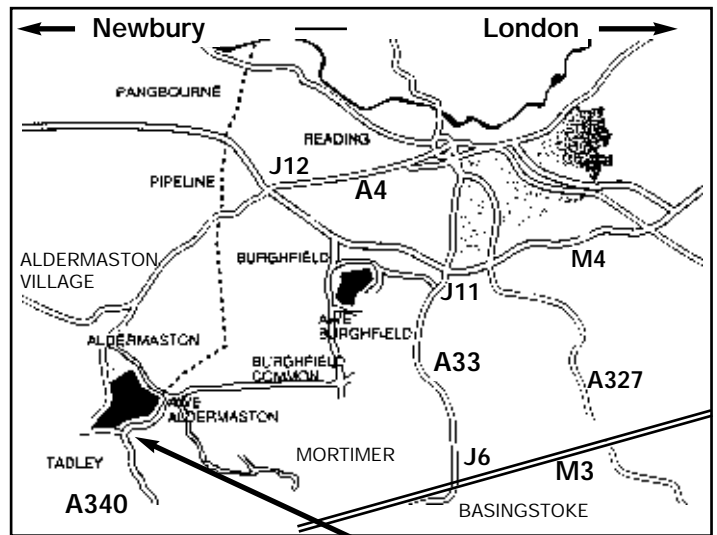 Newbury
London
PANGBOURNE
READING
J12
PIPELINE
A4
ALDERMASTON
VILLAGE
BURGHFIELD
M4
J11
AWE
BURGHFIELD
ALDERMASTON
BURGHFIELD
COMMON
A33
A327
AWE
ALDERMASTON
MORTIMER
J6
TADLEY
M3
A340
BASINGSTOKE